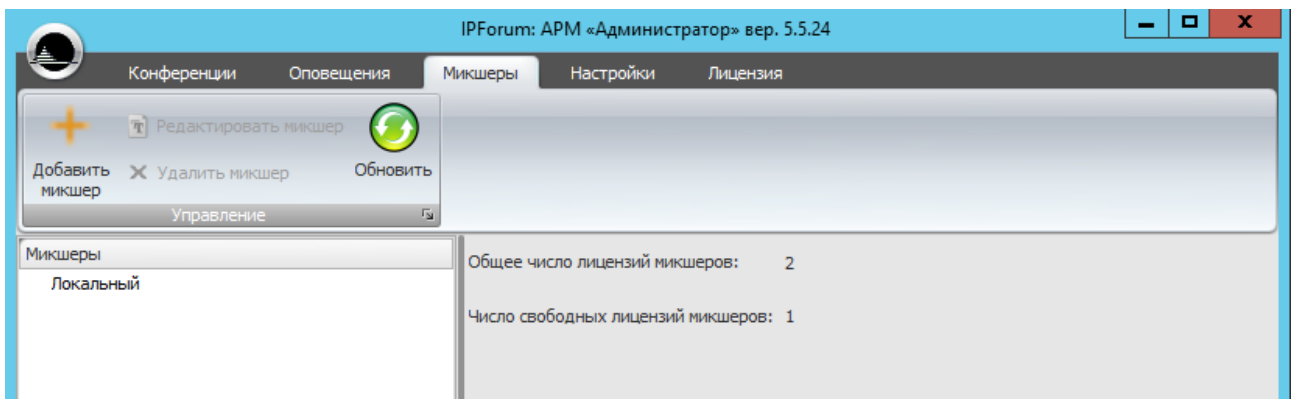 IPForum: АРМ «Администратор» вер. 5.5.24
Конференции Оповещения Микшеры Настройки Лицензия
Добавить микшер
Редактировать микшер
Удалить микшер
Обновить
Управление
Микшеры
Локальный
Общее число лицензий микшеров: 2
Число свободных лицензий микшеров: 1